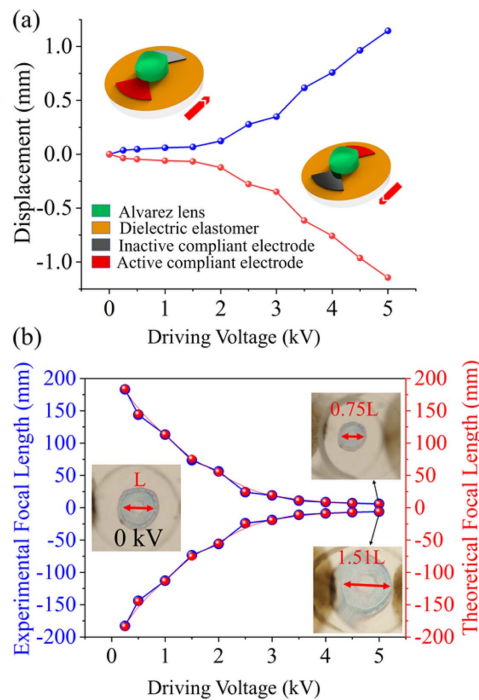 (a)
Displacement (mm)
1.0
0.5
0.0
-0.5
-1.0
Alvarez lens
Dielectric elastomer
Inactive compliant electrode
Active compliant electrode
0 1 2 3 4 5
Driving Voltage (kV)
(b)
Experimental Focal Length (mm)
Theoretical Focal Length (mm)
200 200
150 150
100 100
50 50
0 0
-50 -50
-100 -100
-150 -150
-200 -200
0.75L
L
0 kV
1.51L
0 1 2 3 4 5
Driving Voltage (kV)